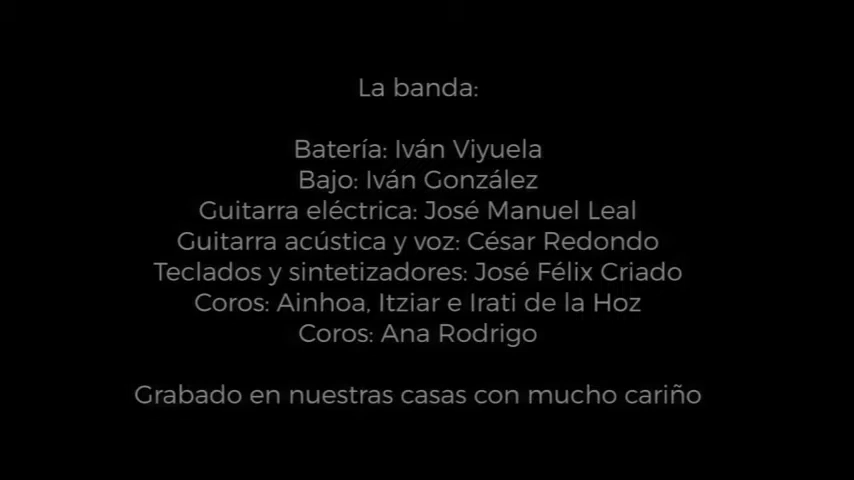 La banda:
Batería: Iván Viyuela
Bajo: Iván González
Guitarra eléctrica: José Manuel Leal
Guitarra acústica y voz: César Redondo
Teclados y sintetizadores: José Félix Criado
Coros: Ainhoa, Itziar e Irati de la Hoz
Coros: Ana Rodrigo
Grabado en nuestras casas con mucho cariño